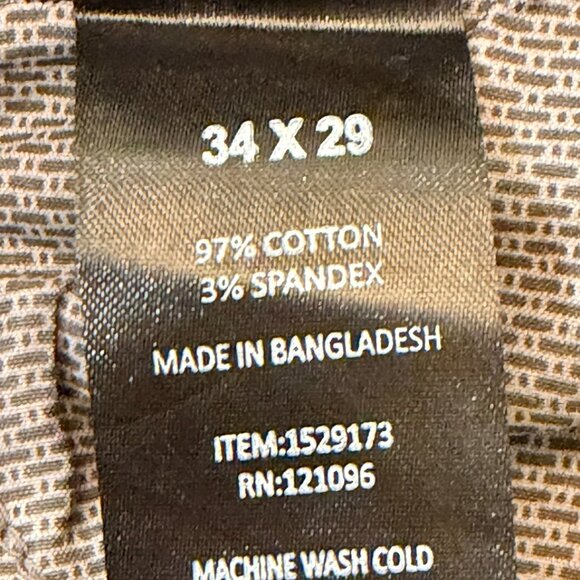 34 X 29
97% COTTON
3% SPANDEX
MADE IN BANGLADESH
ITEM:1529173
RN:121096
MACHINE WASH COLD